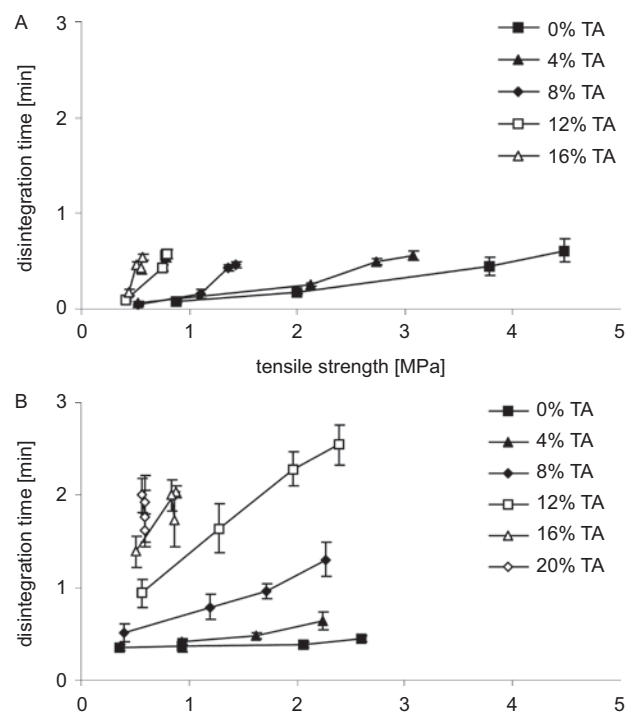 A
3
2
1
0
disintegration time [min]
0 1 2 3 4 5
tensile strength [MPa]
0% TA
4% TA
8% TA
12% TA
16% TA
B
3
2
1
0
disintegration time [min]
0 1 2 3 4 5
0% TA
4% TA
8% TA
12% TA
16% TA
20% TA